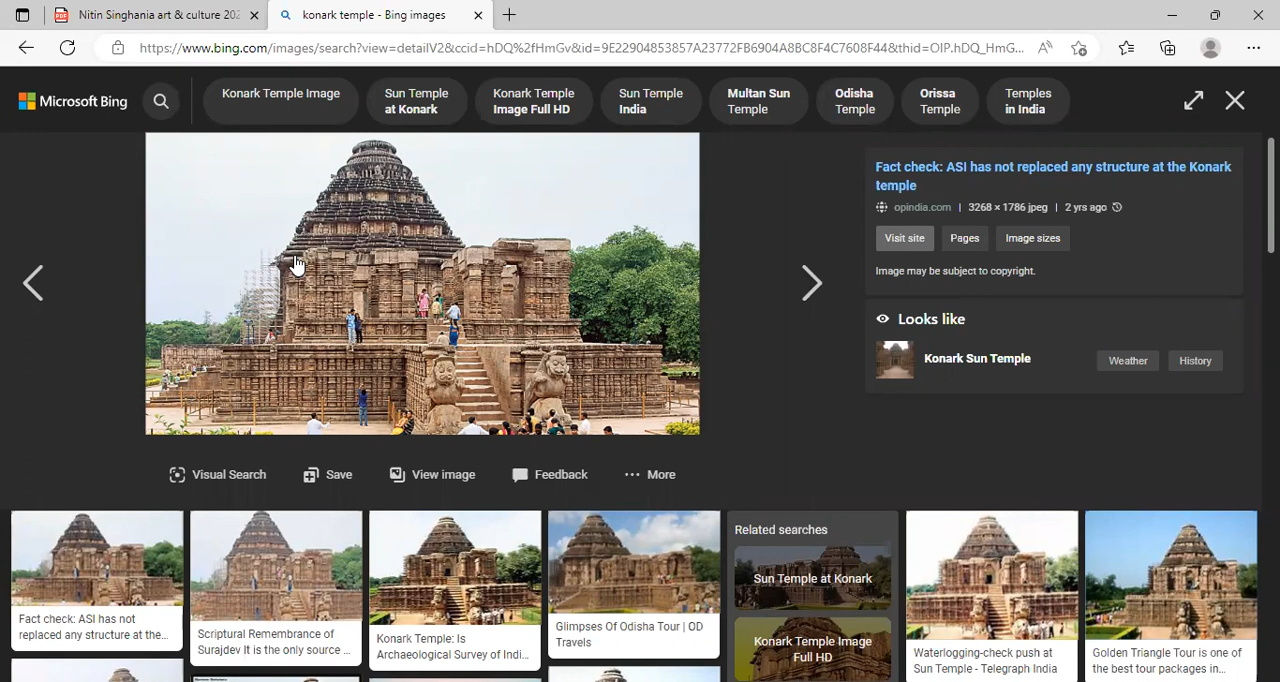 Nitin Singhania art & culture 202
konark temple - Bing images
https://www.bing.com/images/search?view=detailV2&ccid=hDQ%2fHmGv&id=9E22904853857A23772FB6904A8BC8F4C7608F44&thid=OIP.hDQ_HmG...
Microsoft Bing
Konark Temple Image
Sun Temple
at Konark
Konark Temple
Image Full HD
Sun Temple
India
Multan Sun
Temple
Odisha
Temple
Orissa
Temple
Temples
in India
Fact check: ASI has not replaced any structure at the Konark
temple
opindia.com | 3268 × 1786 jpeg | 2 yrs ago
Visit site
Pages
Image sizes
Image may be subject to copyright.
Looks like
Konark Sun Temple
Weather
History
Visual Search
Save
View image
Feedback
More
Fact check: ASI has not
replaced any structure at the...
Scriptural Remembrance of
Surajdev It is the only source ...
Konark Temple: Is
Archaeological Survey of Indi...
Glimpses Of Odisha Tour | OD
Travels
Related searches
Sun Temple at Konark
Konark Temple Image
Full HD
Waterlogging-check push at
Sun Temple - Telegraph India
Golden Triangle Tour is one of
the best tour packages in...